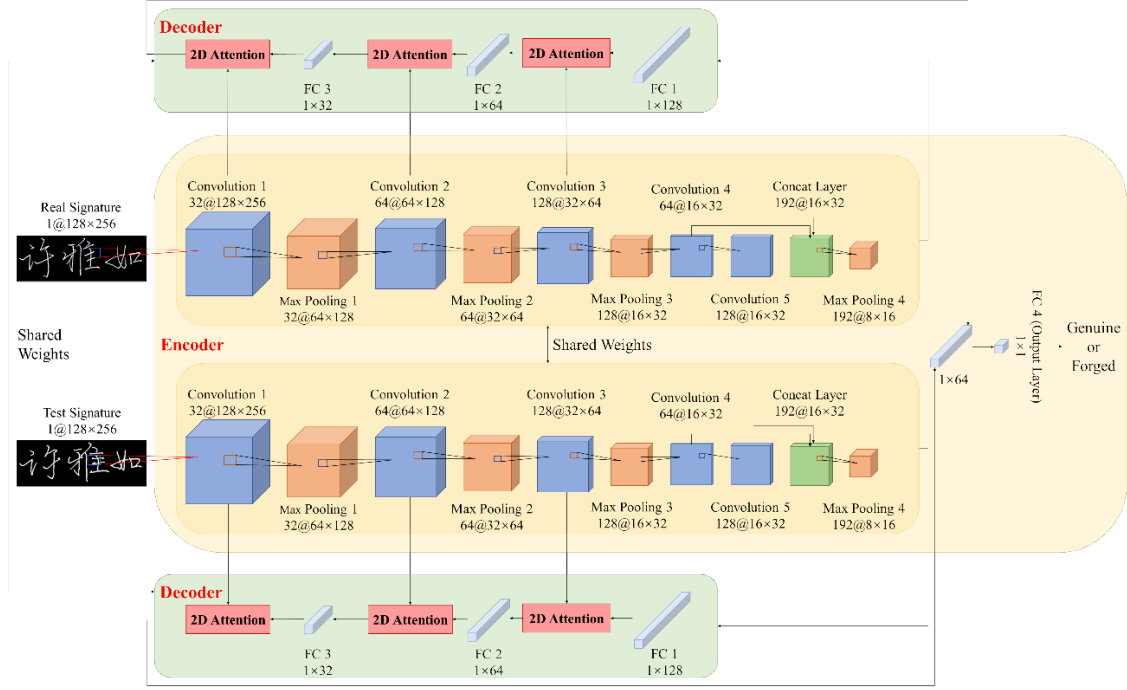 Decoder
2D Attention
2D Attention
2D Attention
FC 3
1×32
FC 2
1×64
FC 1
1×128
Convolution 1
32@128×256
Convolution 2
64@64×128
Convolution 3
128@32×64
Convolution 4
64@16×32
Concat Layer
192@16×32
Real Signature
1@128×256
许雅如
Max Pooling 1
32@64×128
Max Pooling 2
64@32×64
Max Pooling 3
128@16×32
Convolution 5
128@16×32
Max Pooling 4
192@8×16
Shared
Weights
Encoder
Shared Weights
Convolution 1
32@128×256
Convolution 2
64@64×128
Convolution 3
128@32×64
Convolution 4
64@16×32
Concat Layer
192@16×32
Test Signature
1@128×256
许雅如
Max Pooling 1
32@64×128
Max Pooling 2
64@32×64
Max Pooling 3
128@16×32
Convolution 5
128@16×32
Max Pooling 4
192@8×16
1×64
FC 4 (Output Layer)
1×1
Genuine
or
Forged
Decoder
2D Attention
2D Attention
2D Attention
FC 3
1×32
FC 2
1×64
FC 1
1×128